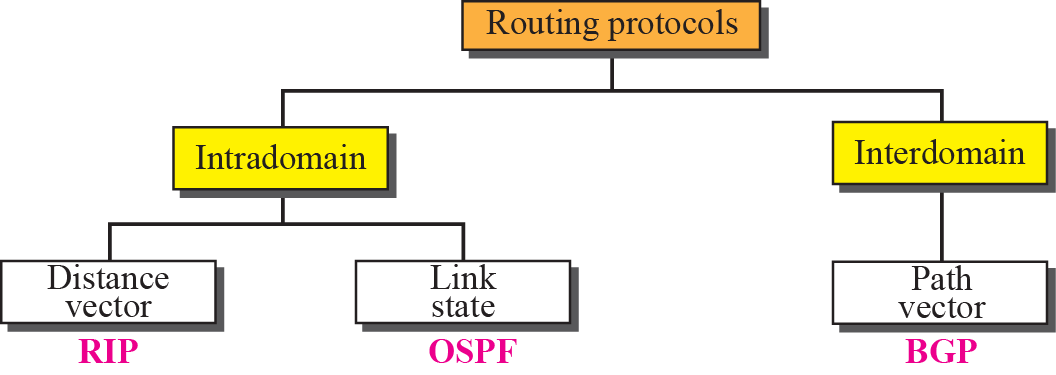 Routing protocols
Intradomain
Interdomain
Distance
vector
Link
state
Path
vector
RIP
OSPF
BGP